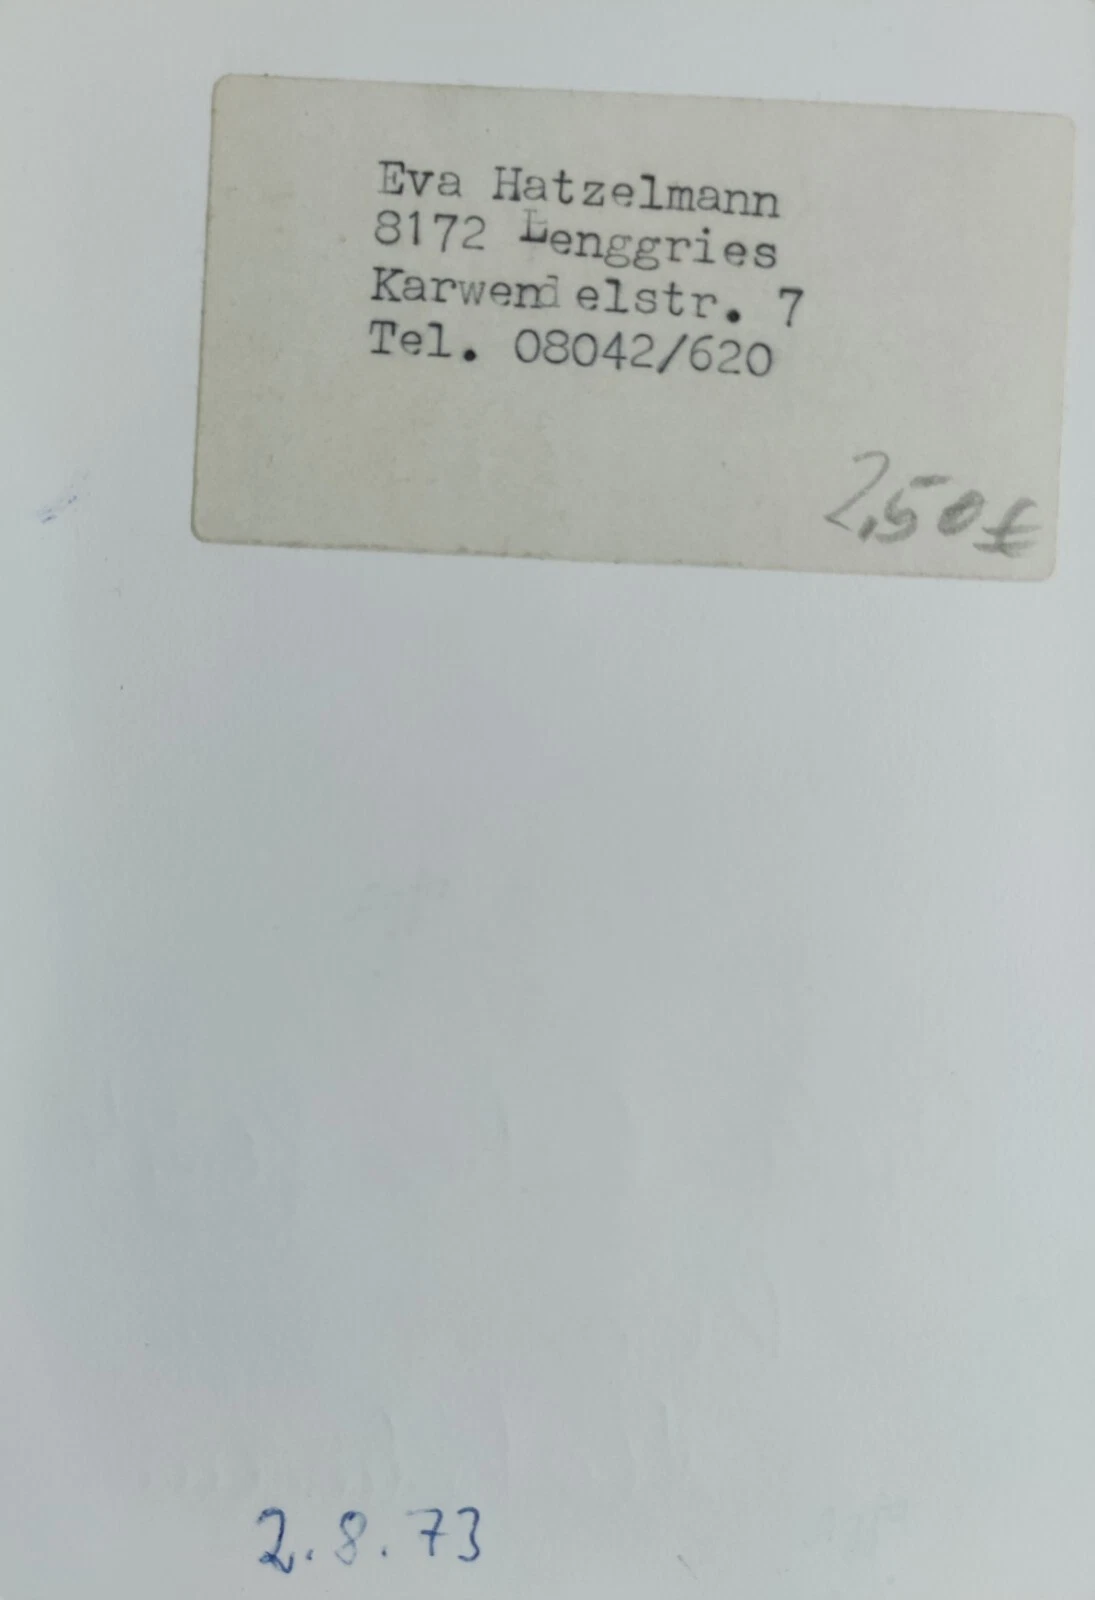 Eva Hatzelmann
8172 Lenggries
Karwendelstr. 7
Tel. 08042/620
2,50£
2.8.73